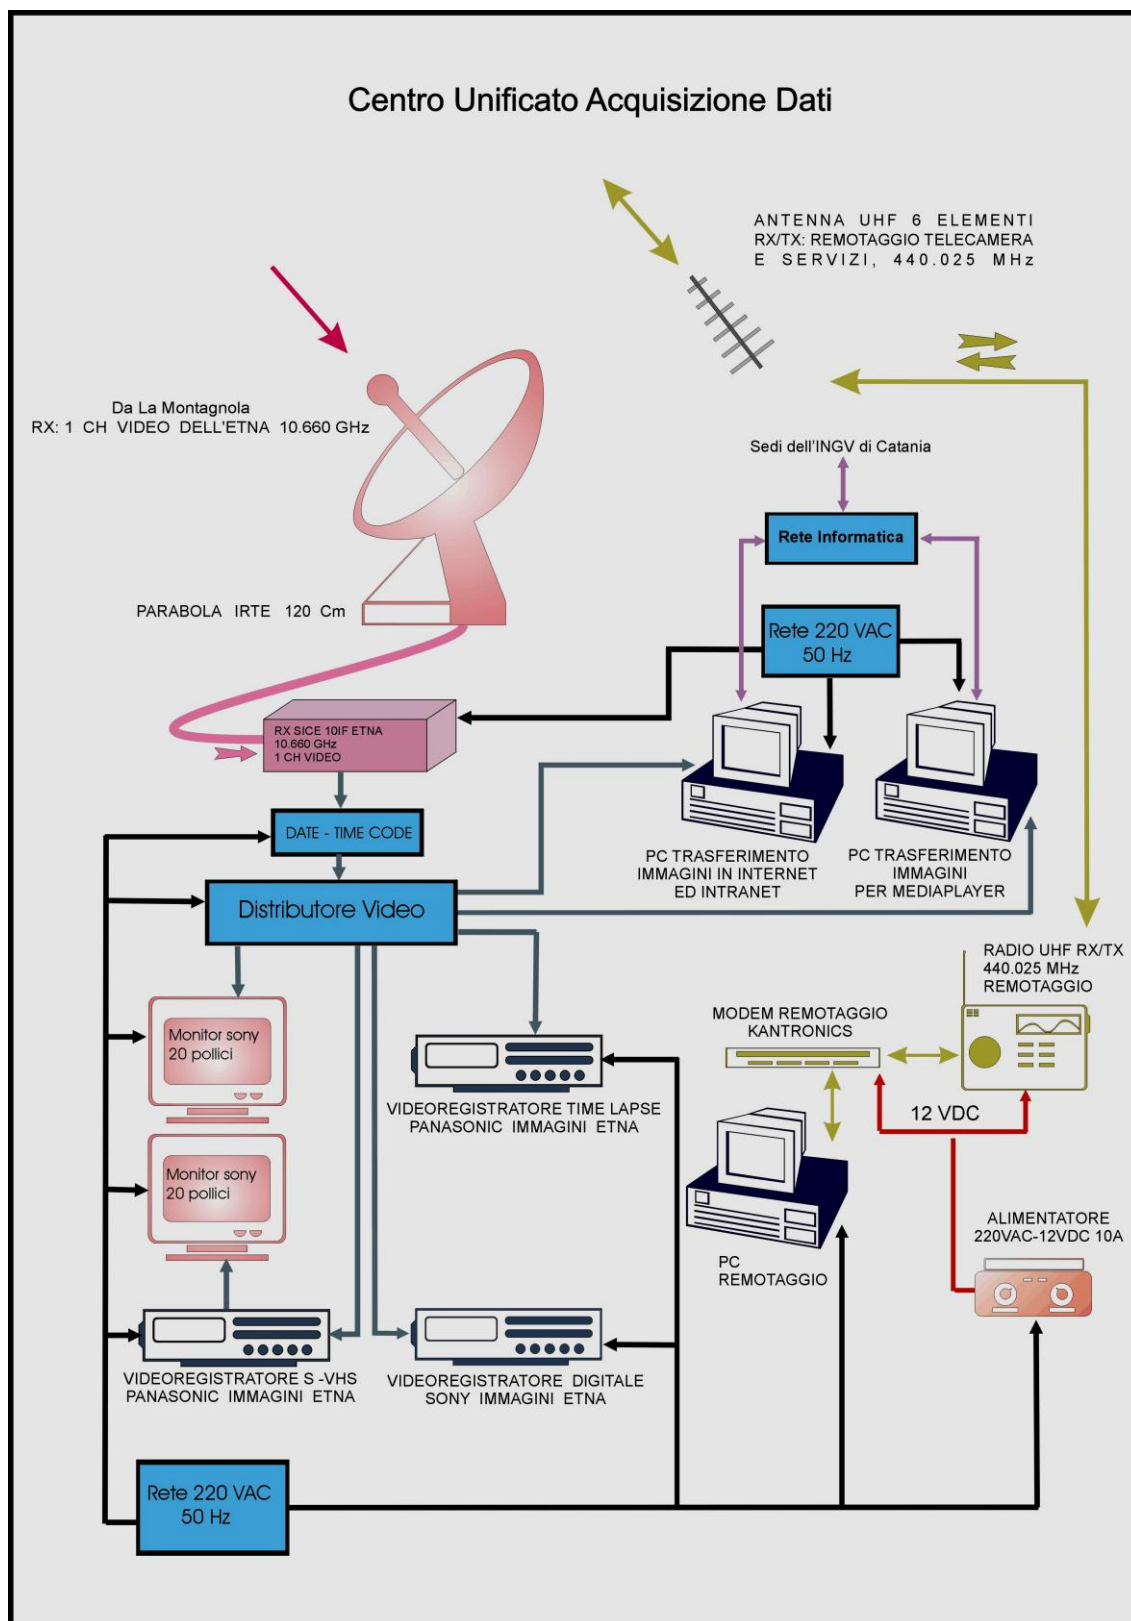 Centro Unificato Acquisizione Dati
ANTENNA UHF 6 ELEMENTI
RX/TX: REMOTAGGIO TELECAMERA
E SERVIZI, 440.025 MHz
Da La Montagnola
RX: 1 CH VIDEO DELL'ETNA 10.660 GHz
Sedi dell'INGV di Catania
Rete Informatica
PARABOLA IRTE 120 Cm
Rete 220 VAC
50 Hz
RX SICE 10IF ETNA
10.660 GHz
1 CH VIDEO
DATE - TIME CODE
PC TRASFERIMENTO
IMMAGINI IN INTERNET
ED INTRANET
PC TRASFERIMENTO
IMMAGINI
PER MEDIAPLAYER
Distributore Video
RADIO UHF RX/TX
440.025 MHz
REMOTAGGIO
MODEM REMOTAGGIO
KANTRONICS
Monitor sony
20 pollici
VIDEOREGISTRATORE TIME LAPSE
PANASONIC IMMAGINI ETNA
12 VDC
Monitor sony
20 pollici
ALIMENTATORE
220VAC-12VDC 10A
PC
REMOTAGGIO
VIDEOREGISTRATORE S -VHS
PANASONIC IMMAGINI ETNA
VIDEOREGISTRATORE DIGITALE
SONY IMMAGINI ETNA
Rete 220 VAC
50 Hz